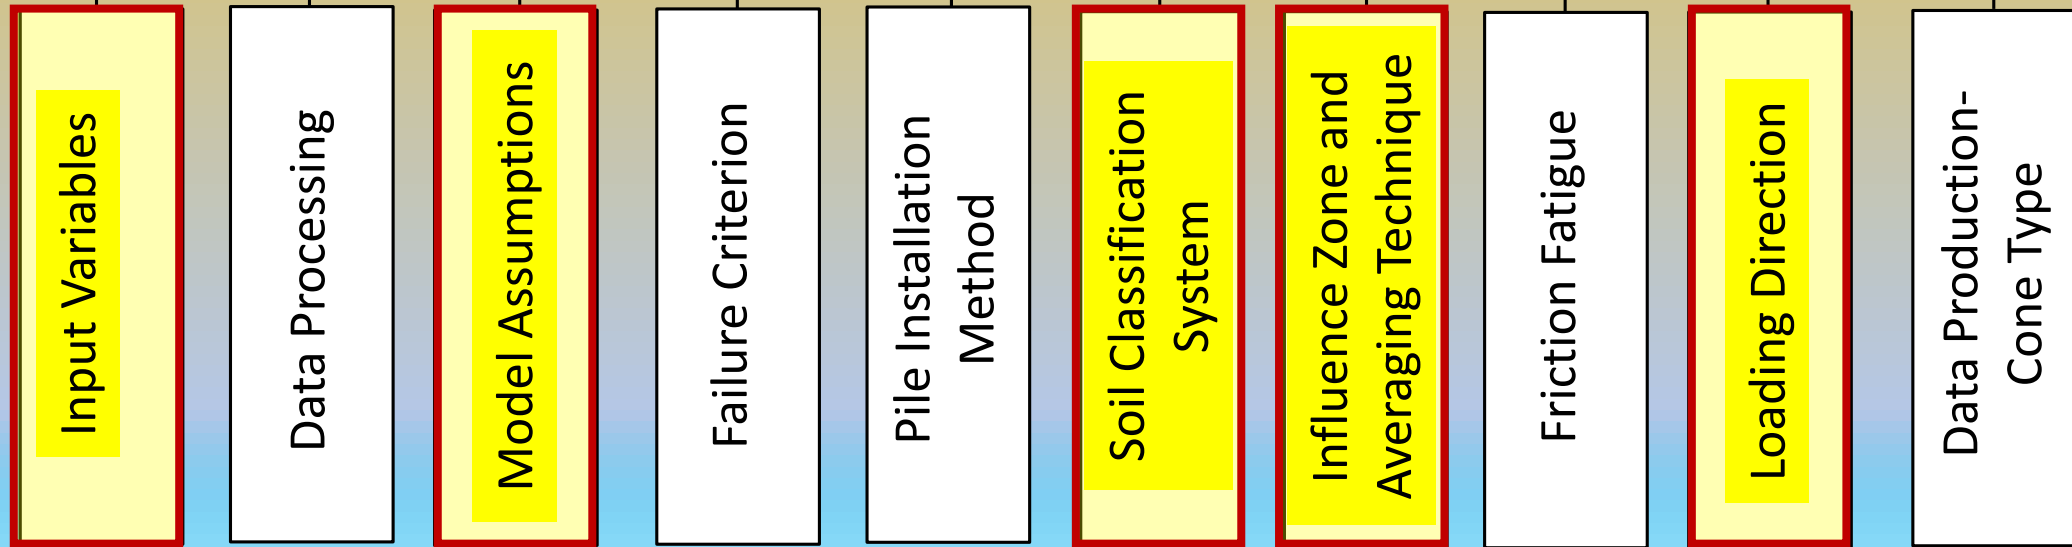 Input Variables
Data Processing
Model Assumptions
Failure Criterion
Pile Installation
Method
Soil Classification
System
Influence Zone and
Averaging Technique
Friction Fatigue
Loading Direction
Data Production-
Cone Type